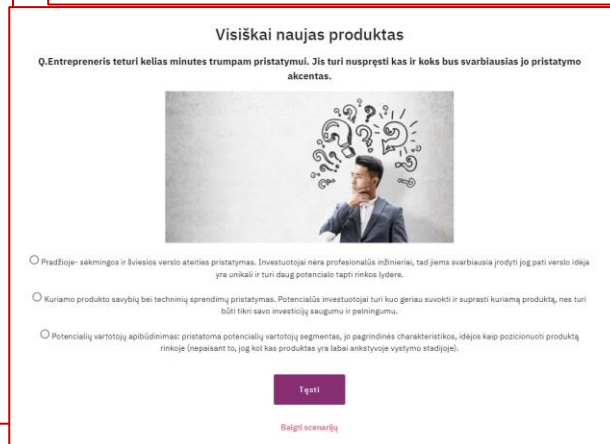 Visiškai naujas produktas
Q.Entrepreneris teturi kelias minutes trumpam pristatymui. Jis turi nuspręsti kas ir koks bus svarbiausias jo pristatymo
akcentas.
Pradžioje- sėkmingos ir šviesios verslo ateities pristatymas. Investuotojai nėra profesionalūs inžinieriai, tad jiems svarbiausia įrodyti jog pati verslo idėja
yra unikali ir turi daug potencialo tapti rinkos lydere.
Kuriamo produkto savybių bei techninių sprendimų pristatymas. Potencialūs investuotojai turi kuo geriau suvokti ir suprasti kuriamą produktą, nes turi
būti tikri savo investicijų saugumu ir pelningumu.
Potencialių vartotojų apibūdinimas: pristatoma potencialių vartotojų segmentas, jo pagrindinės charakteristikos, idėjos kaip pozicionuoti produktą
rinkoje (nepaisant to, jog kol kas produktas yra labai ankstyvoje vystymo stadijoje).
Tęsti
Baigti scenarijų